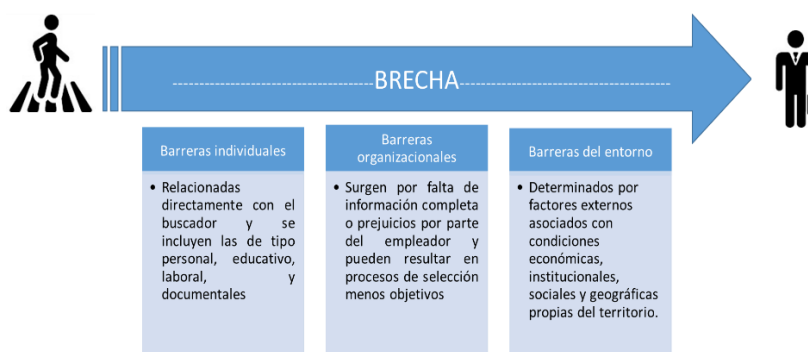 BRECHA
Barreras individuales
• Relacionadas
directamente con el
buscador y se
incluyen las de tipo
personal, educativo,
laboral, y
documentales
Barreras
organizacionales
• Surgen por falta de
información completa
o prejuicios por parte
del empleador y
pueden resultar en
procesos de selección
menos objetivos
Barreras del entorno
• Determinados por
factores externos
asociados con
condiciones
económicas,
institucionales,
sociales y geográficas
propias del territorio.